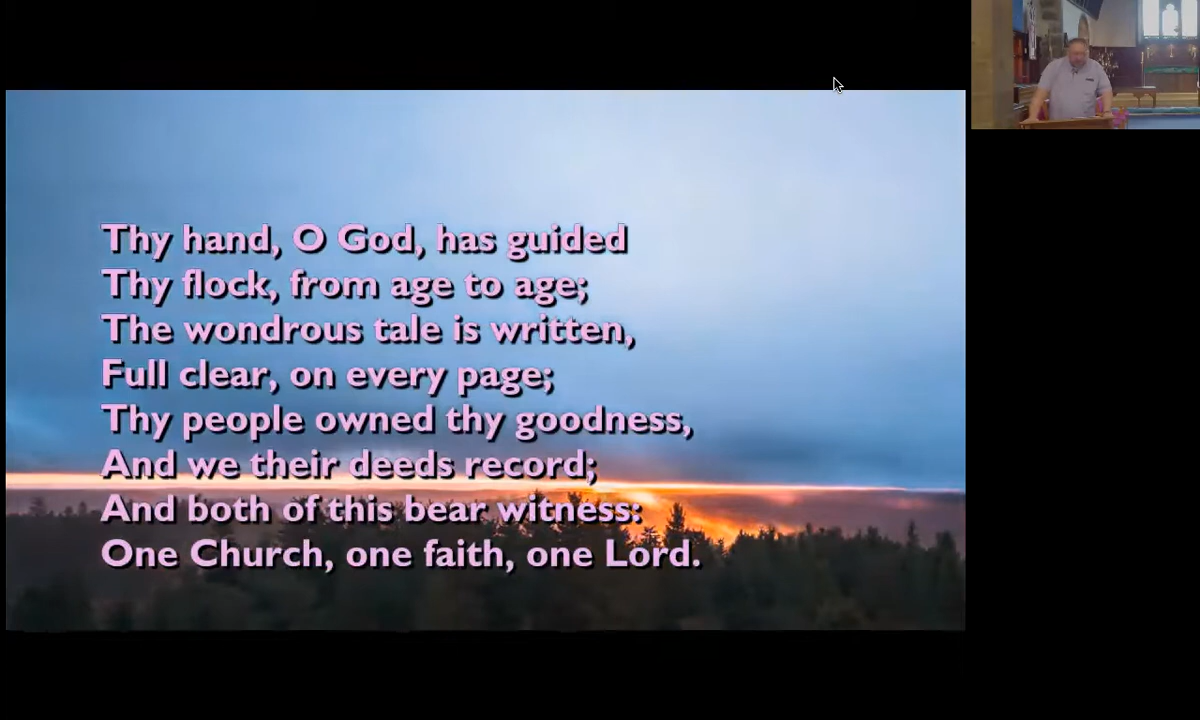 Thy hand, O God, has guided
Thy flock, from age to age;
The wondrous tale is written,
Full clear, on every page;
Thy people owned thy goodness,
And we their deeds record;
And both of this bear witness:
One Church, one faith, one Lord.